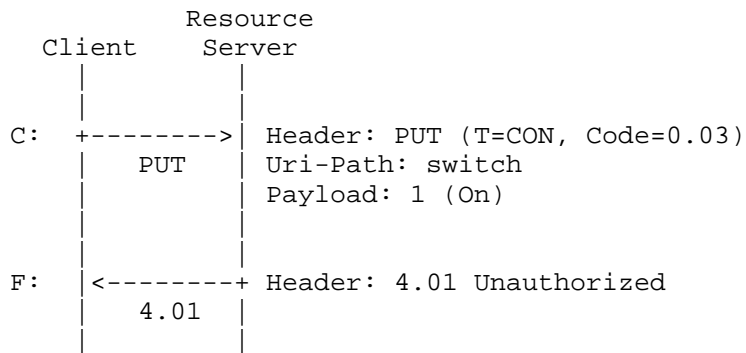 Resource
Client Server
C: +--------> Header: PUT (T=CON, Code=0.03)
PUT Uri-Path: switch
Payload: 1 (On)
F: <--------+ Header: 4.01 Unauthorized
4.01